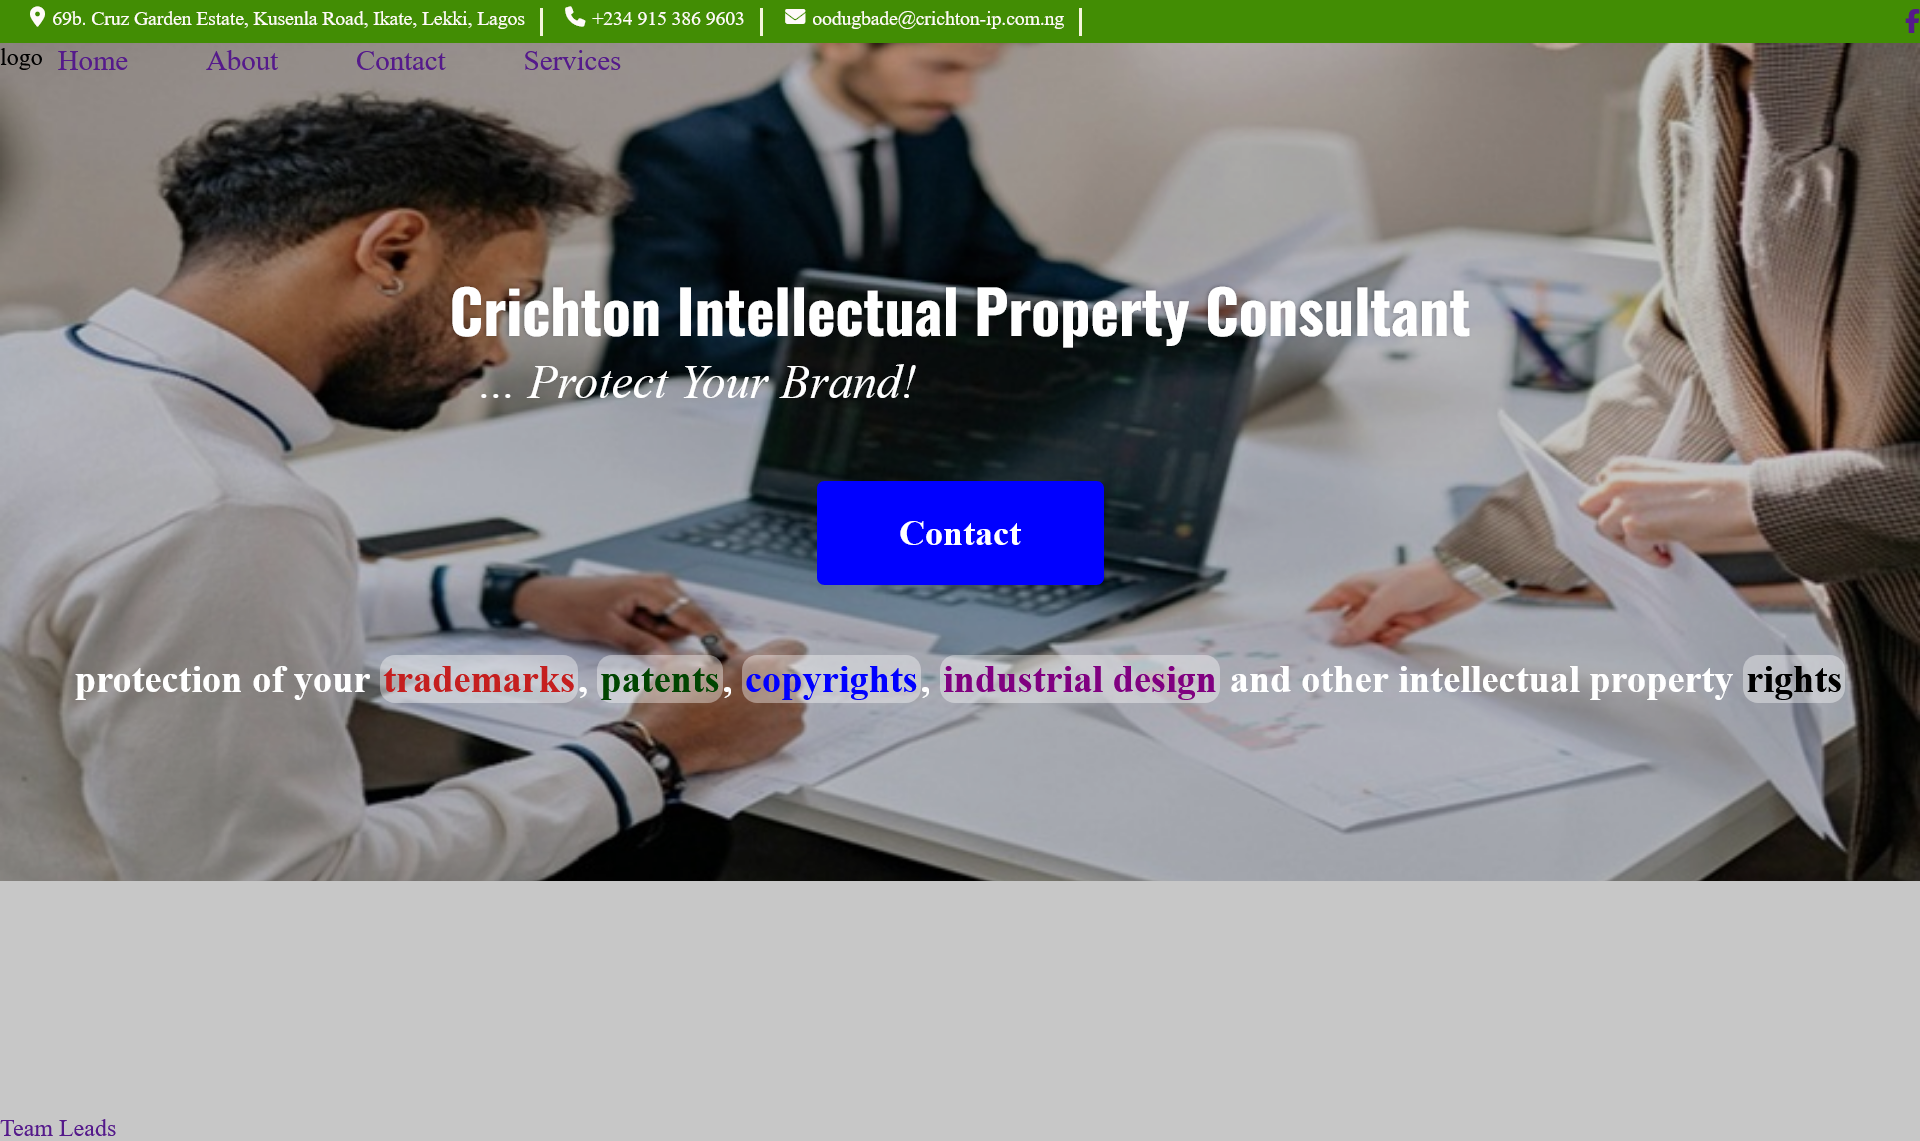 69b. Cruz Garden Estate, Kusenla Road, Ikate, Lekki, Lagos +234 915 386 9603 oodugbade@crichton-ip.com.ng
logo Home About Contact Services
Crichton Intellectual Property Consultant
... Protect Your Brand!
Contact
protection of your trademarks, patents, copyrights, industrial design and other intellectual property rights
Team Leads